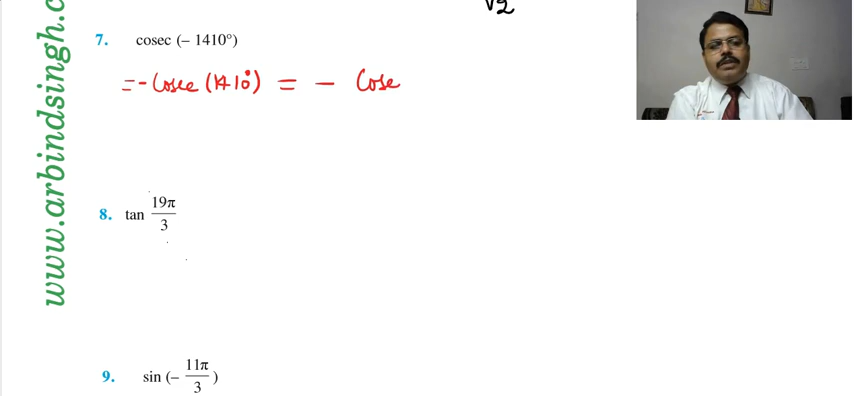 √2
7. cosec (– 1410°)
= - Cosec (1410°) = - Cose
8. tan 19π/3
9. sin (– 11π/3)
www.arbindsingh.c